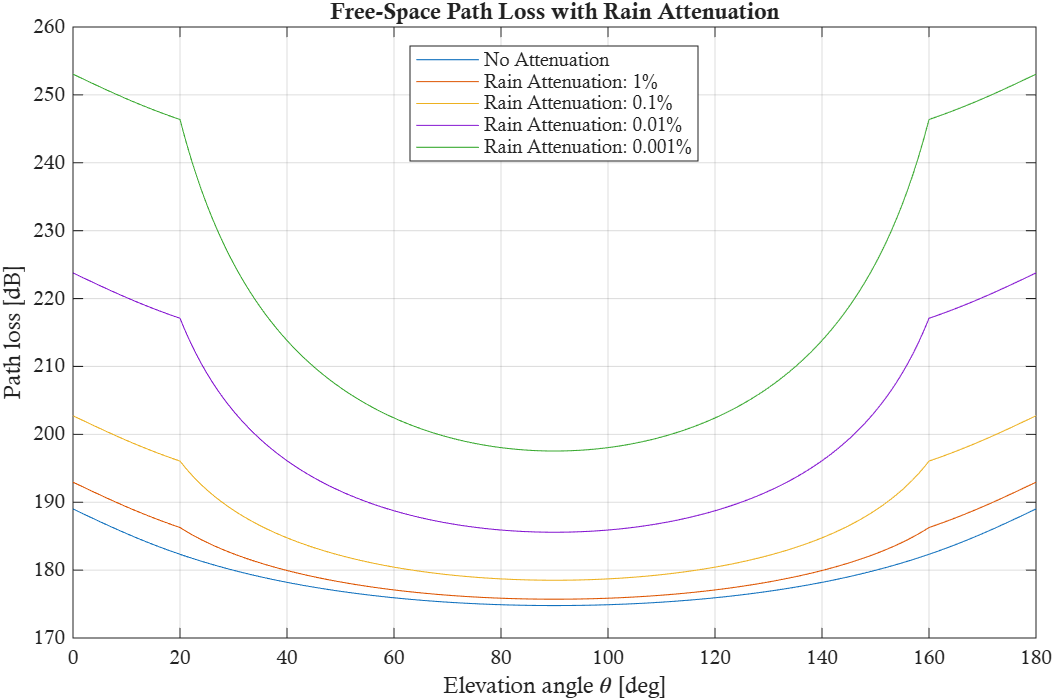 Free-Space Path Loss with Rain Attenuation
260
250
240
230
220
210
200
190
180
170
Path loss [dB]
No Attenuation
Rain Attenuation: 1%
Rain Attenuation: 0.1%
Rain Attenuation: 0.01%
Rain Attenuation: 0.001%
0 20 40 60 80 100 120 140 160 180
Elevation angle θ [deg]